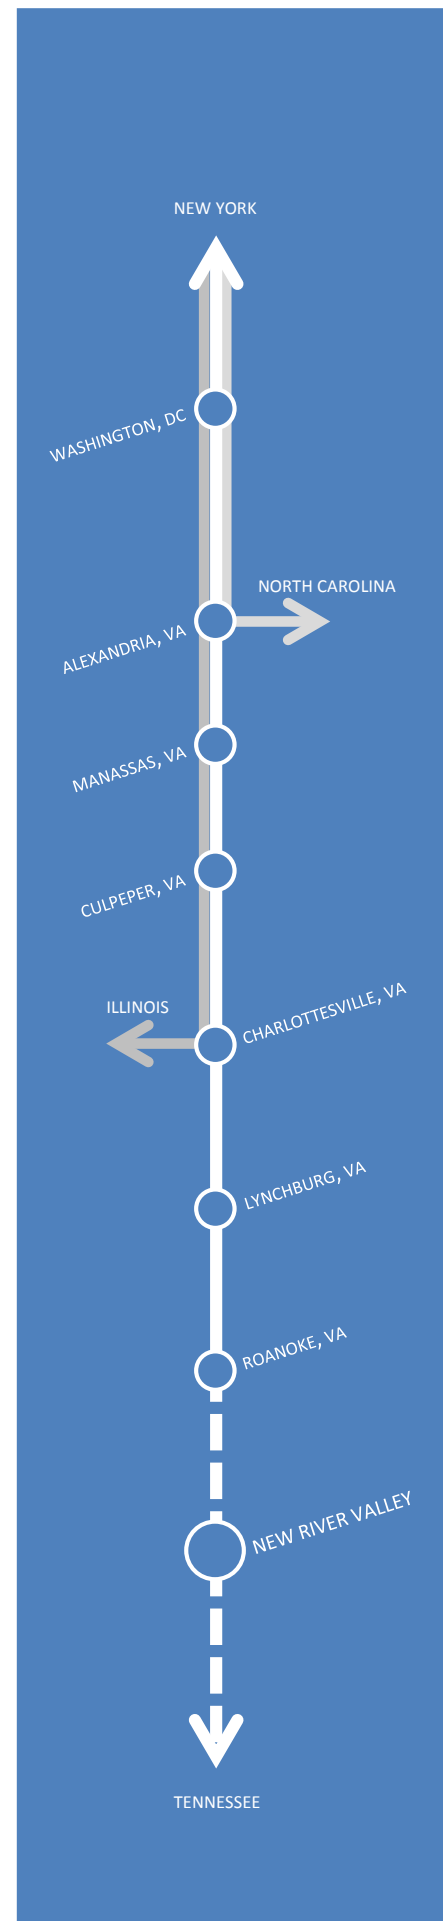 NEW YORK
WASHINGTON, DC
NORTH CAROLINA
ALEXANDRIA, VA
MANASSAS, VA
CULPEPER, VA
CHARLOTTESVILLE, VA
ILLINOIS
LYNCHBURG, VA
ROANOKE, VA
NEW RIVER VALLEY
TENNESSEE